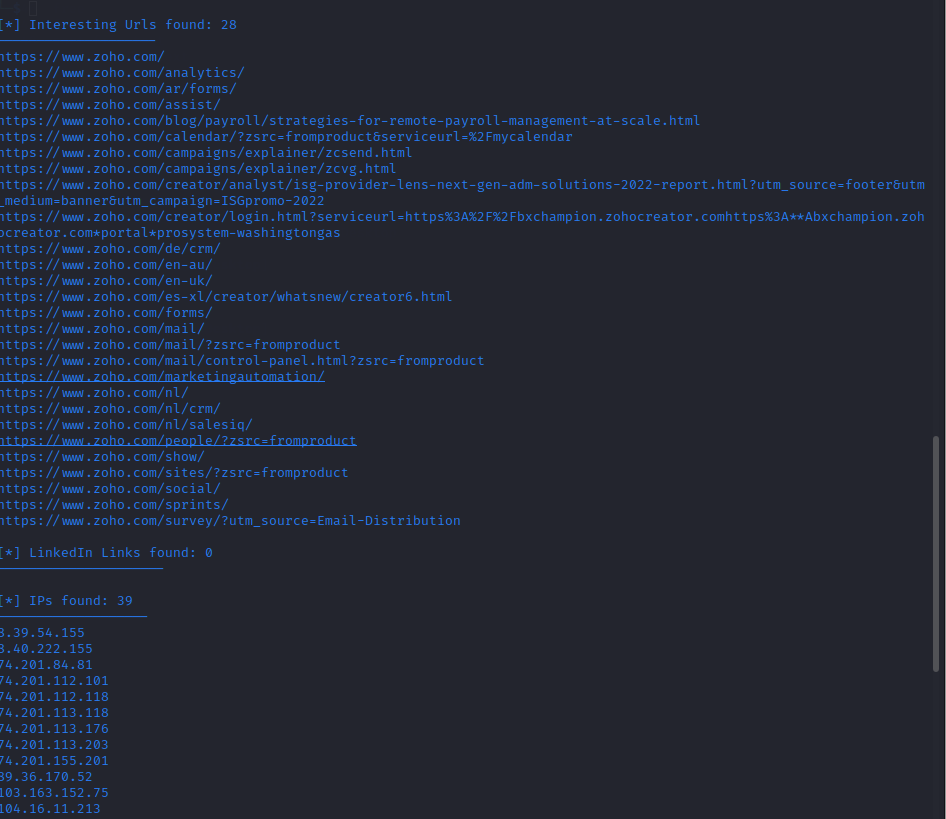 [*] Interesting Urls found: 28
https://www.zoho.com/
https://www.zoho.com/analytics/
https://www.zoho.com/ar/forms/
https://www.zoho.com/assist/
https://www.zoho.com/blog/payroll/strategies-for-remote-payroll-management-at-scale.html
https://www.zoho.com/calendar/?zsrc=fromproduct&serviceurl=%2Fmycalendar
https://www.zoho.com/campaigns/explainer/zcsend.html
https://www.zoho.com/campaigns/explainer/zcvg.html
https://www.zoho.com/creator/analyst/isg-provider-lens-next-gen-adm-solutions-2022-report.html?utm_source=footer&utm
_medium=banner&utm_campaign=ISGpromo-2022
https://www.zoho.com/creator/login.html?serviceurl=https%3A%2F%2Fbxchampion.zohocreator.comhttps%3A**Abxchampion.zoh
ocreator.com*portal*prosystem-washingtongas
https://www.zoho.com/de/crm/
https://www.zoho.com/en-au/
https://www.zoho.com/en-uk/
https://www.zoho.com/es-xl/creator/whatsnew/creator6.html
https://www.zoho.com/forms/
https://www.zoho.com/mail/
https://www.zoho.com/mail/?zsrc=fromproduct
https://www.zoho.com/mail/control-panel.html?zsrc=fromproduct
https://www.zoho.com/marketingautomation/
https://www.zoho.com/nl/
https://www.zoho.com/nl/crm/
https://www.zoho.com/nl/salesiq/
https://www.zoho.com/people/?zsrc=fromproduct
https://www.zoho.com/show/
https://www.zoho.com/sites/?zsrc=fromproduct
https://www.zoho.com/social/
https://www.zoho.com/sprints/
https://www.zoho.com/survey/?utm_source=Email-Distribution
[*] LinkedIn Links found: 0
[*] IPs found: 39
8.39.54.155
8.40.222.155
74.201.84.81
74.201.112.101
74.201.112.118
74.201.113.118
74.201.113.176
74.201.113.203
74.201.155.201
89.36.170.52
103.163.152.75
104.16.11.213